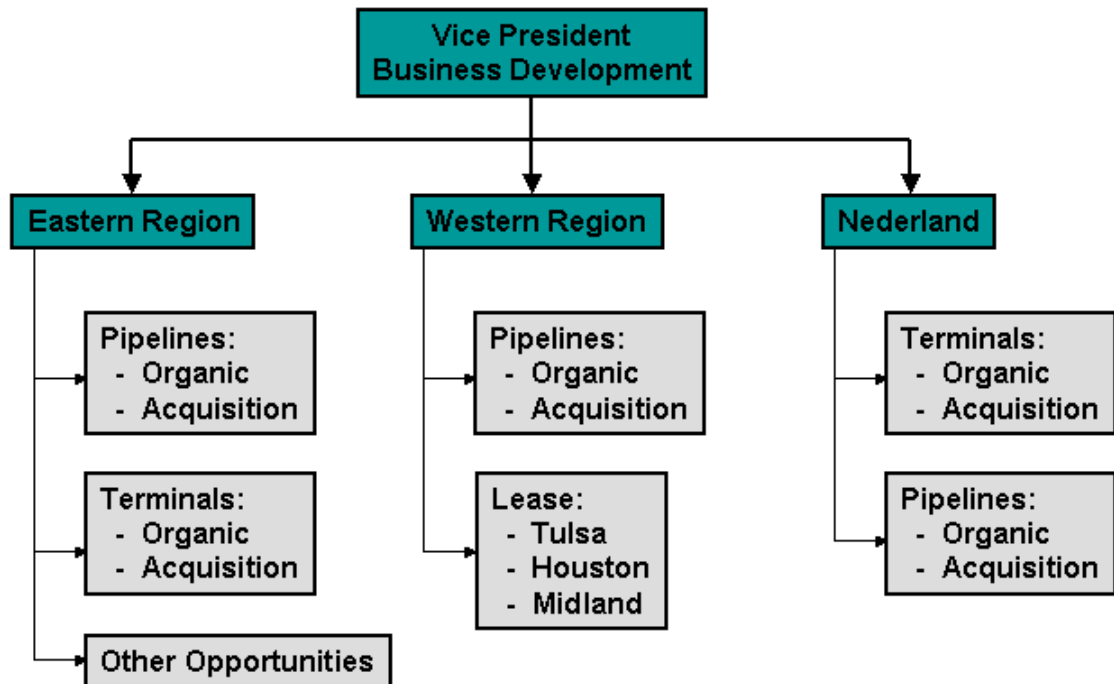 Vice President
Business Development
Eastern Region
Western Region
Nederland
Pipelines:
- Organic
- Acquisition
Terminals:
- Organic
- Acquisition
Other Opportunities
Pipelines:
- Organic
- Acquisition
Lease:
- Tulsa
- Houston
- Midland
Terminals:
- Organic
- Acquisition
Pipelines:
- Organic
- Acquisition